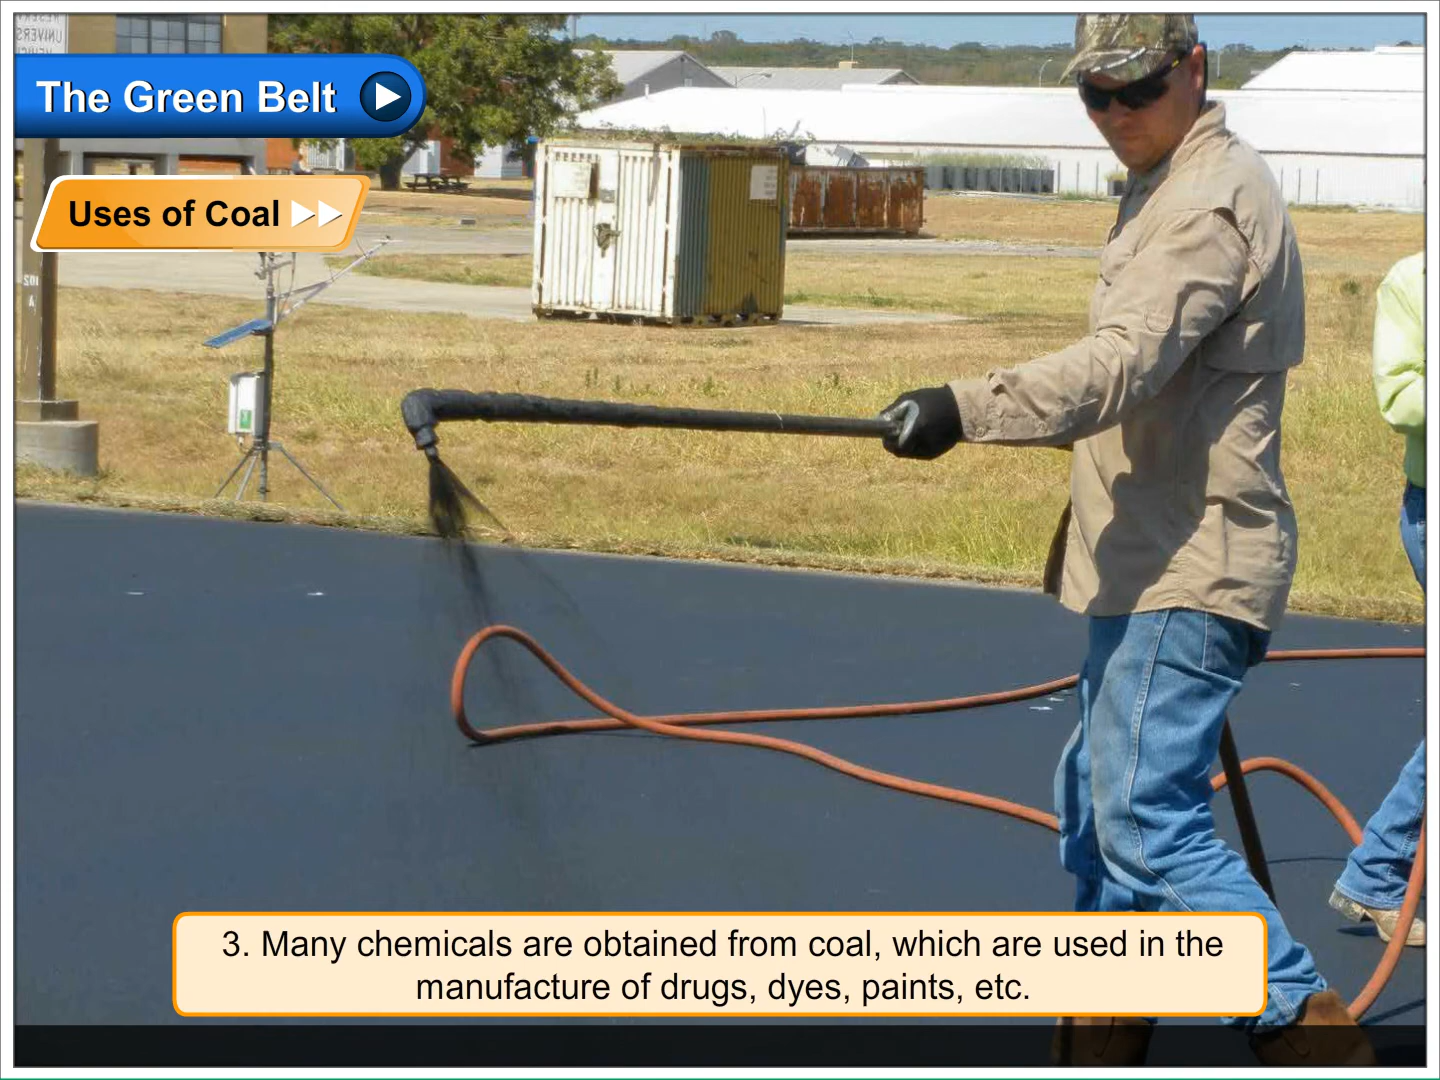 The Green Belt
Uses of Coal
3. Many chemicals are obtained from coal, which are used in the
manufacture of drugs, dyes, paints, etc.